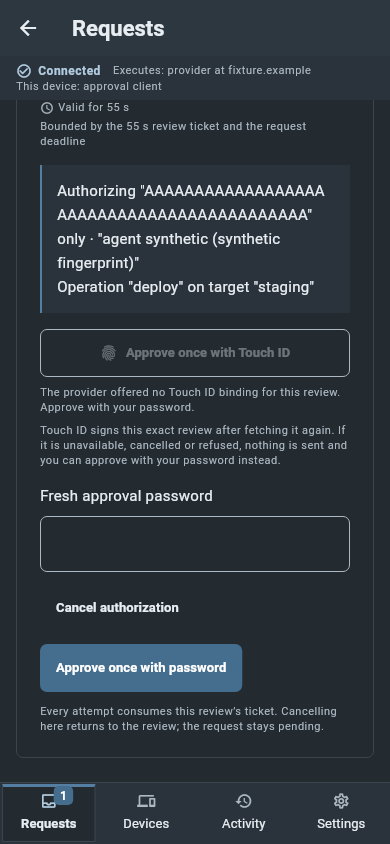 Requests
Connected Executes: provider at fixture.example
This device: approval client
Valid for 55 s
Bounded by the 55 s review ticket and the request
deadline
Authorizing "AAAAAAAAAAAAAAAAAA
AAAAAAAAAAAAAAAAAAAAAAAAA"
only · "agent synthetic (synthetic
fingerprint)"
Operation "deploy" on target "staging"
Approve once with Touch ID
The provider offered no Touch ID binding for this review.
Approve with your password.
Touch ID signs this exact review after fetching it again. If
it is unavailable, cancelled or refused, nothing is sent and
you can approve with your password instead.
Fresh approval password
Cancel authorization
Approve once with password
Every attempt consumes this review's ticket. Cancelling
here returns to the review; the request stays pending.
1
Requests Devices Activity Settings